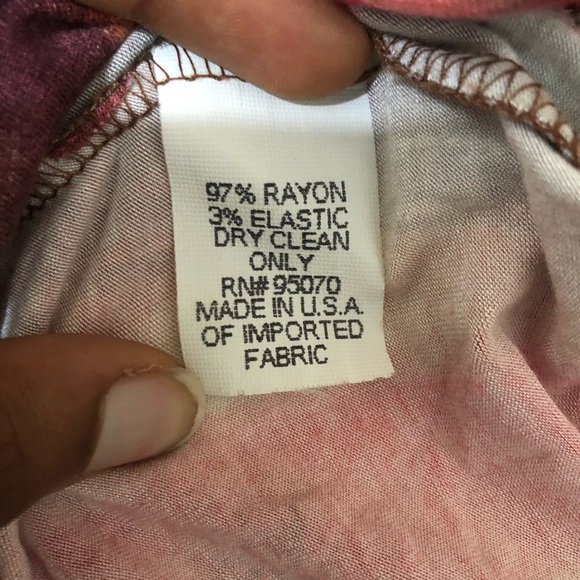 97% RAYON
3% ELASTIC
DRY CLEAN
ONLY
RN# 95070
MADE IN U.S.A.
OF IMPORTED
FABRIC